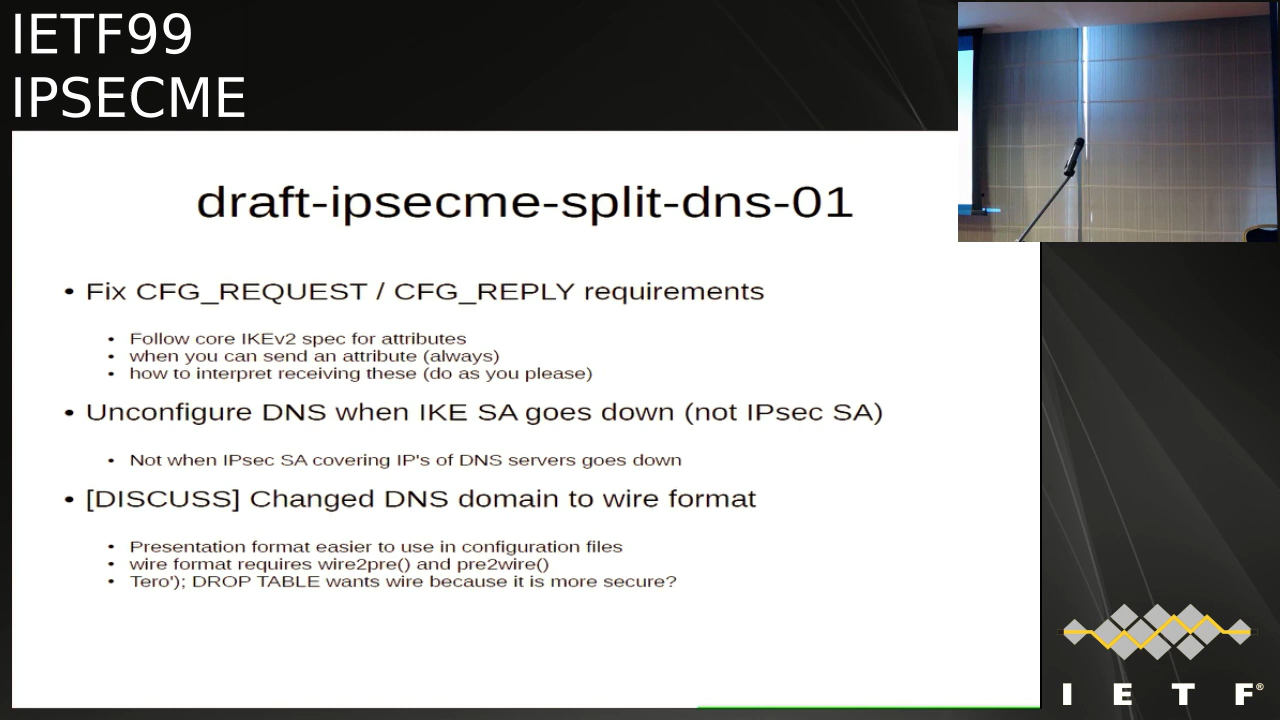 IETF99
IPSECME
draft-ipsecme-split-dns-01
• Fix CFG_REQUEST / CFG_REPLY requirements
• Follow core IKEv2 spec for attributes
• when you can send an attribute (always)
• how to interpret receiving these (do as you please)
• Unconfigure DNS when IKE SA goes down (not IPsec SA)
• Not when IPsec SA covering IP's of DNS servers goes down
• [DISCUSS] Changed DNS domain to wire format
• Presentation format easier to use in configuration files
• wire format requires wire2pre() and pre2wire()
• Tero'); DROP TABLE wants wire because it is more secure?
I E T F®